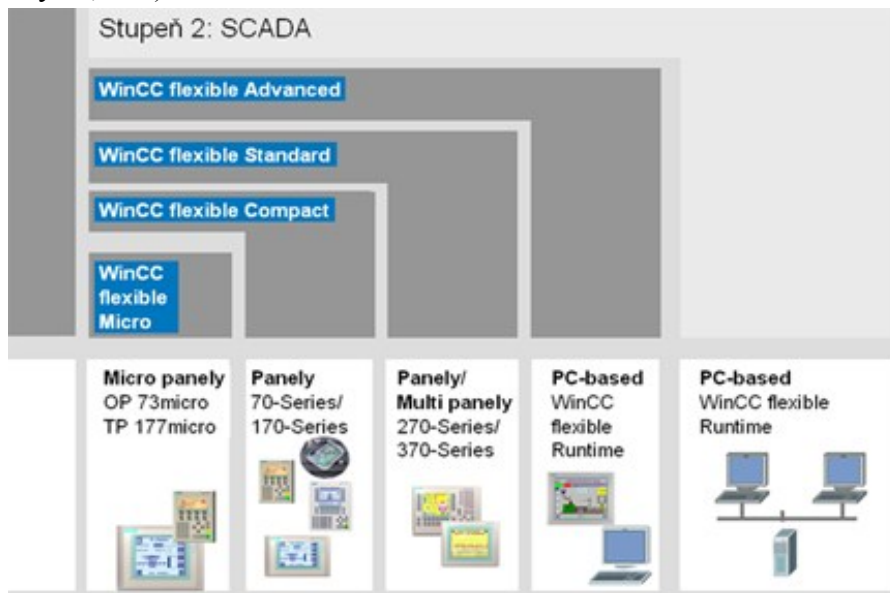 Stupeň 2: SCADA
WinCC flexible Advanced
WinCC flexible Standard
WinCC flexible Compact
WinCC
flexible
Micro
Micro panely
OP 73micro
TP 177micro
Panely
70-Series/
170-Series
Panely/
Multi panely
270-Series/
370-Series
PC-based
WinCC
flexible
Runtime
PC-based
WinCC flexible
Runtime